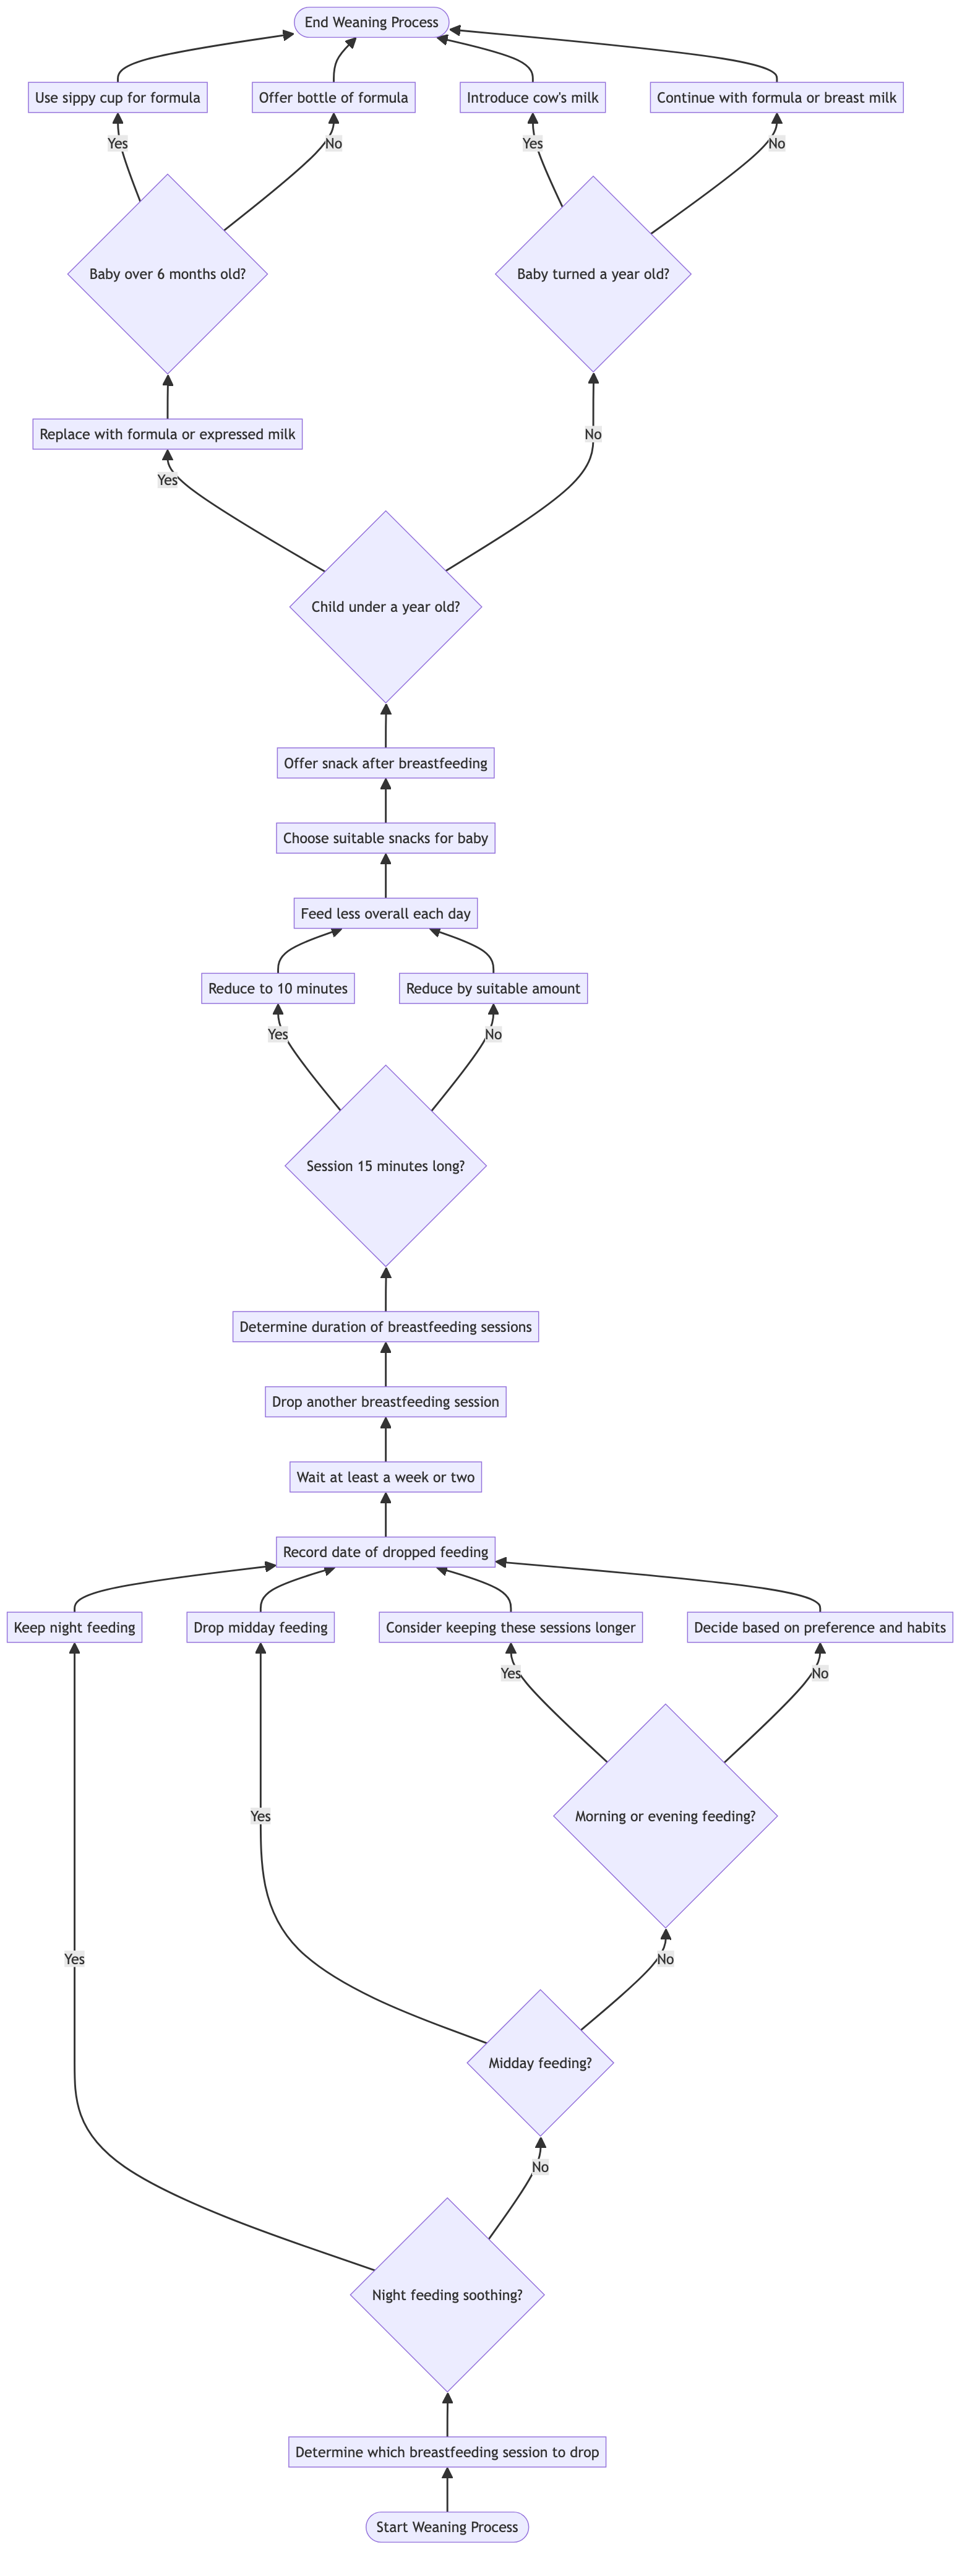 End Weaning Process
Use sippy cup for formula
Offer bottle of formula
Introduce cow's milk
Continue with formula or breast milk
Yes
No
Yes
No
Baby over 6 months old?
Baby turned a year old?
Replace with formula or expressed milk
No
Yes
Child under a year old?
Offer snack after breastfeeding
Choose suitable snacks for baby
Feed less overall each day
Reduce to 10 minutes
Reduce by suitable amount
Yes
No
Session 15 minutes long?
Determine duration of breastfeeding sessions
Drop another breastfeeding session
Wait at least a week or two
Record date of dropped feeding
Keep night feeding
Drop midday feeding
Consider keeping these sessions longer
Decide based on preference and habits
Yes
No
Yes
Morning or evening feeding?
Yes
No
Midday feeding?
No
Night feeding soothing?
Determine which breastfeeding session to drop
Start Weaning Process